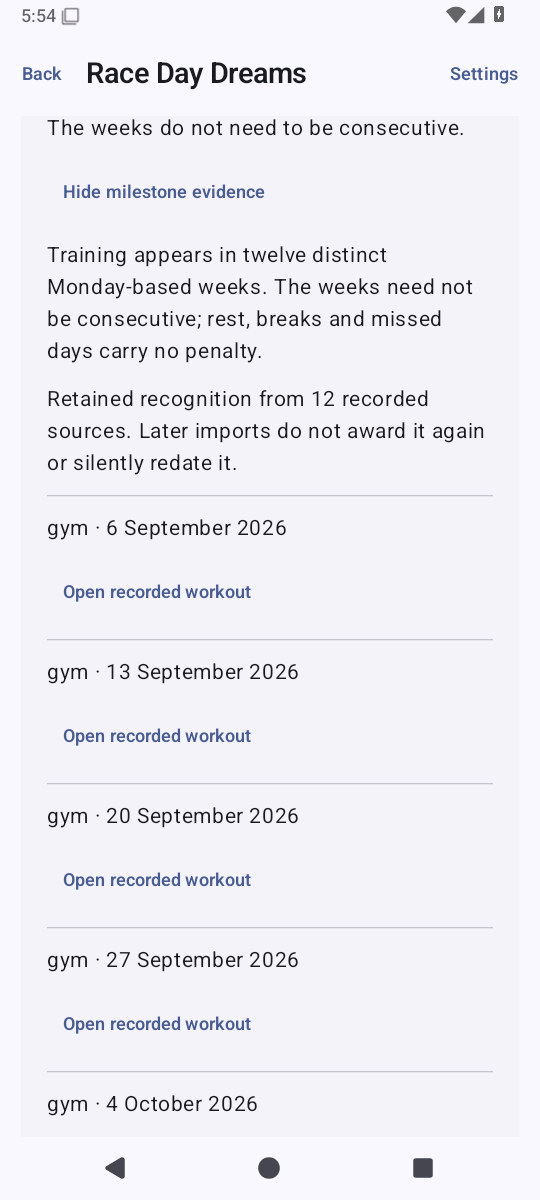 5:54
Back Race Day Dreams Settings
The weeks do not need to be consecutive.
Hide milestone evidence
Training appears in twelve distinct
Monday-based weeks. The weeks need not
be consecutive; rest, breaks and missed
days carry no penalty.
Retained recognition from 12 recorded
sources. Later imports do not award it again
or silently redate it.
gym · 6 September 2026
Open recorded workout
gym · 13 September 2026
Open recorded workout
gym · 20 September 2026
Open recorded workout
gym · 27 September 2026
Open recorded workout
gym · 4 October 2026